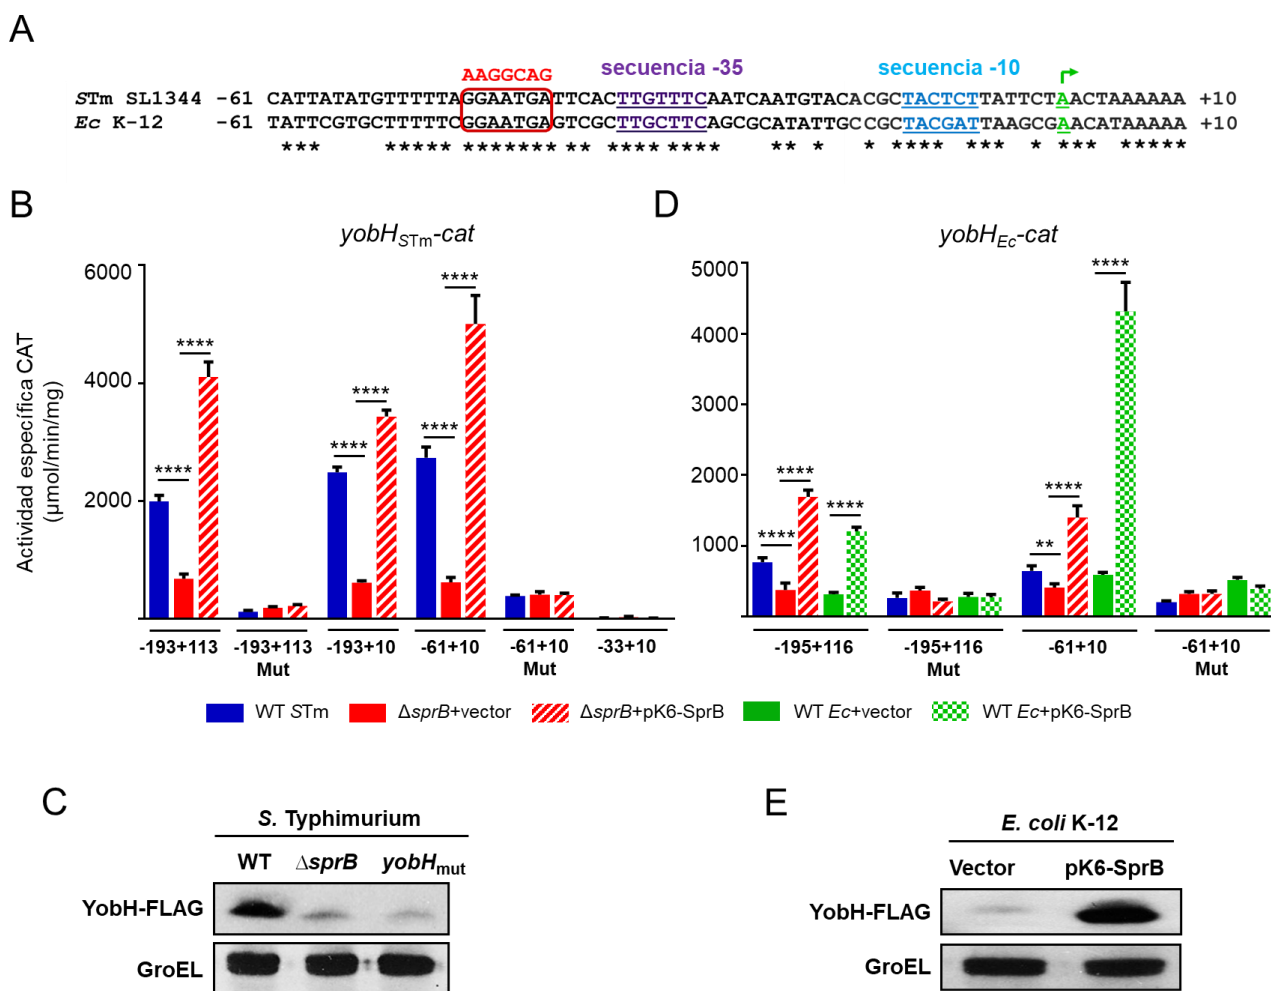 A
AAGGCAG
secuencia -35
secuencia -10
STm SL1344 -61 CATTATATGTTTTTAGGAATGATTCACTTGTTTCAATCAATGTACACGCTACTCTTATTCTAACTAAAAAA +10
Ec K-12 -61 TATTCGTGCTTTTTCGGAATGAGTCGCTTGCTTCAGCGCATATTGCCGCTACGATTAAGCGAACATAAAAA +10
*** ***** ******* ** **** **** ** * * **** *** * *** *****
B
yobHSTm-cat
Actividad específica CAT
(μmol/min/mg)
6000
4000
2000
**** ****
**** ****
**** ****
-193+113
-193+113
Mut
-193+10
-61+10
-61+10
Mut
-33+10
D
yobHEc-cat
5000
4000
3000
2000
1000
**** **** ****
** **** ****
-195+116
-195+116
Mut
-61+10
-61+10
Mut
WT STm
ΔsprB+vector
ΔsprB+pK6-SprB
WT Ec+vector
WT Ec+pK6-SprB
C
S. Typhimurium
WT ΔsprB yobHmut
YobH-FLAG
GroEL
E
E. coli K-12
Vector pK6-SprB
YobH-FLAG
GroEL